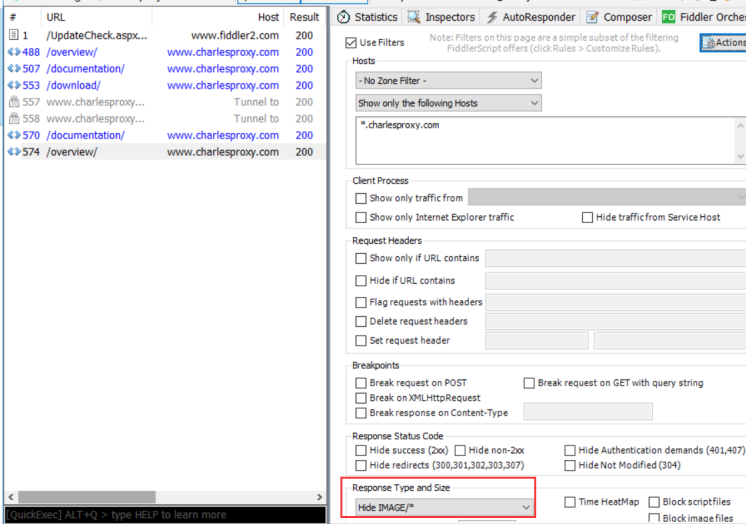 # URL Host Result
1 /UpdateCheck.aspx... www.fiddler2.com 200
488 /overview/ www.charlesproxy.com 200
507 /documentation/ www.charlesproxy.com 200
553 /download/ www.charlesproxy.com 200
557 www.charlesproxy... Tunnel to 200
558 www.charlesproxy... Tunnel to 200
570 /documentation/ www.charlesproxy.com 200
574 /overview/ www.charlesproxy.com 200
[QuickExec] ALT+Q > type HELP to learn more
Statistics Inspectors AutoResponder Composer FO Fiddler Orches
Use Filters
Note: Filters on this page are a simple subset of the filtering
FiddlerScript offers (click Rules > Customize Rules).
Actions
Hosts
- No Zone Filter -
Show only the following Hosts
*.charlesproxy.com
Client Process
Show only traffic from
Show only Internet Explorer traffic Hide traffic from Service Host
Request Headers
Show only if URL contains
Hide if URL contains
Flag requests with headers
Delete request headers
Set request header
Breakpoints
Break request on POST Break request on GET with query string
Break on XMLHttpRequest
Break response on Content-Type
Response Status Code
Hide success (2xx) Hide non-2xx Hide Authentication demands (401,407)
Hide redirects (300,301,302,303,307) Hide Not Modified (304)
Response Type and Size
Hide IMAGE/* Time HeatMap Block scriptfiles
Block image files